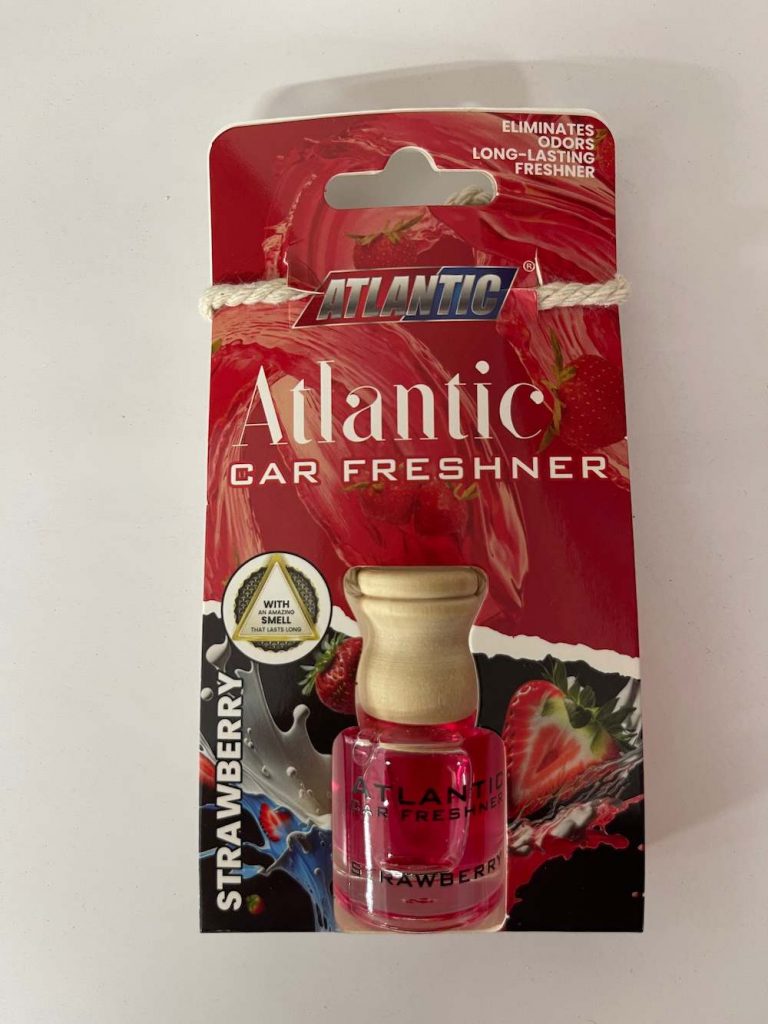 ELIMINATES
ODORS
LONG-LASTING
FRESHNER
ATLANTIC®
Atlantic
CAR FRESHNER
WITH
AN AMAZING
SMELL
THAT LASTS LONG
STRAWBERRY
ATLANTIC
CAR FRESHNER
STRAWBERRY